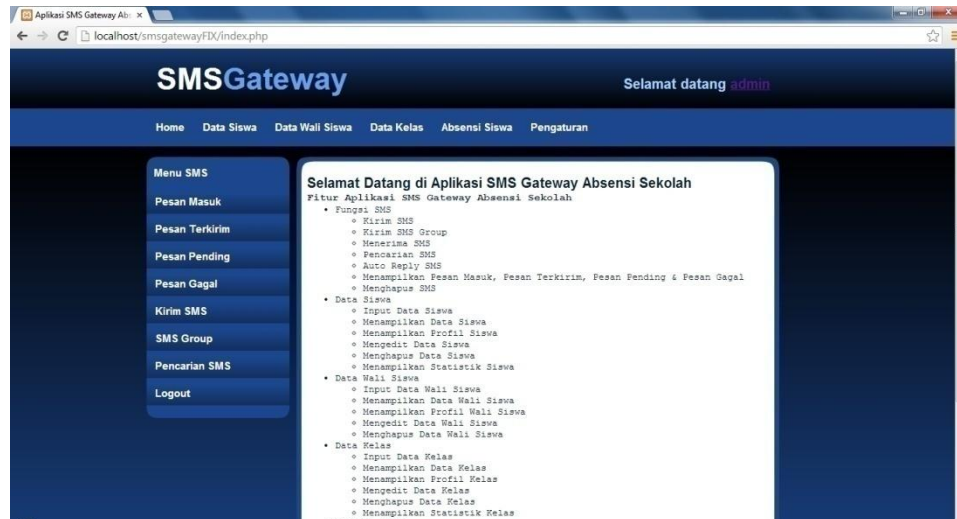 Aplikasi SMS Gateway Ab
localhost/smsgatewayFIX/index.php
SMSGateway
Selamat datang admin
Home Data Siswa Data Wali Siswa Data Kelas Absensi Siswa Pengaturan
Menu SMS
Pesan Masuk
Pesan Terkirim
Pesan Pending
Pesan Gagal
Kirim SMS
SMS Group
Pencarian SMS
Logout
Selamat Datang di Aplikasi SMS Gateway Absensi Sekolah
Fitur Aplikasi SMS Gateway Absensi Sekolah
• Fungsi SMS
◦ Kirim SMS
◦ Kirim SMS Group
◦ Menerima SMS
◦ Pencarian SMS
◦ Auto Reply SMS
◦ Menampilkan Pesan Masuk, Pesan Terkirim, Pesan Pending & Pesan Gagal
◦ Menghapus SMS
• Data Siswa
◦ Input Data Siswa
◦ Menampilkan Data Siswa
◦ Menampilkan Profil Siswa
◦ Mengedit Data Siswa
◦ Menghapus Data Siswa
◦ Menampilkan Statistik Siswa
• Data Wali Siswa
◦ Input Data Wali Siswa
◦ Menampilkan Data Wali Siswa
◦ Menampilkan Profil Wali Siswa
◦ Mengedit Data Wali Siswa
◦ Menghapus Data Wali Siswa
• Data Kelas
◦ Input Data Kelas
◦ Menampilkan Data Kelas
◦ Menampilkan Profil Kelas
◦ Mengedit Data Kelas
◦ Menghapus Data Kelas
◦ Menampilkan Statistik Kelas